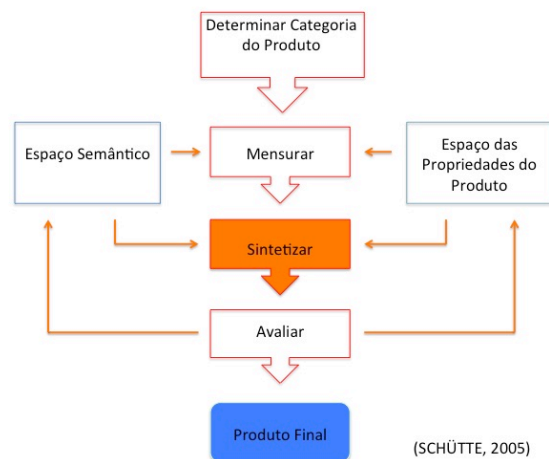 Determinar Categoria
do Produto
Espaço Semântico
Mensurar
Espaço das
Propriedades do
Produto
Sintetizar
Avaliar
Produto Final
(SCHÜTTE, 2005)